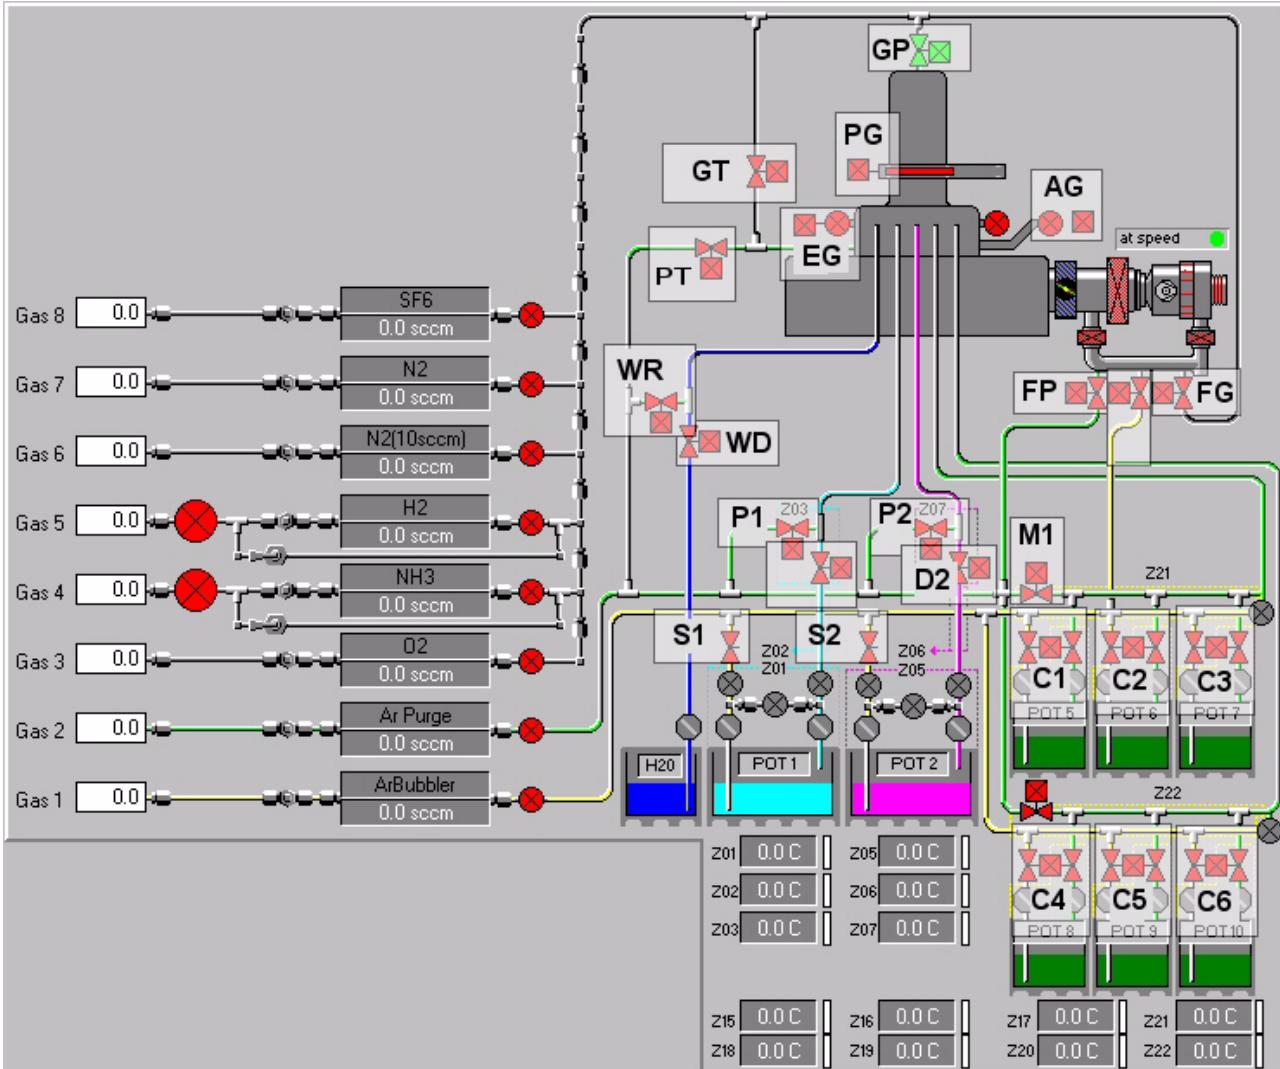 GP
PG
GT
AG
at speed
EG
PT
SF6
Gas 8 0.0
0.0 sccm
N2
Gas 7 0.0
0.0 sccm
WR
FP
FG
N2(10sccm)
Gas 6 0.0
0.0 sccm
WD
H2
Gas 5 0.0
0.0 sccm
P1
Z03
P2
Z07
M1
NH3
Gas 4 0.0
0.0 sccm
D2
Z21
O2
Gas 3 0.0
0.0 sccm
S1
S2
Z02
Z01
Z06
Z05
C1
C2
C3
POT 5
POT 6
POT 7
Ar Purge
Gas 2 0.0
0.0 sccm
H20
POT 1
POT 2
ArBubbler
Gas 1 0.0
0.0 sccm
Z22
C4
C5
C6
POT 8
POT 9
POT 10
Z01 0.0 C
Z05 0.0 C
Z02 0.0 C
Z06 0.0 C
Z03 0.0 C
Z07 0.0 C
Z15 0.0 C
Z16 0.0 C
Z17 0.0 C
Z21 0.0 C
Z18 0.0 C
Z19 0.0 C
Z20 0.0 C
Z22 0.0 C